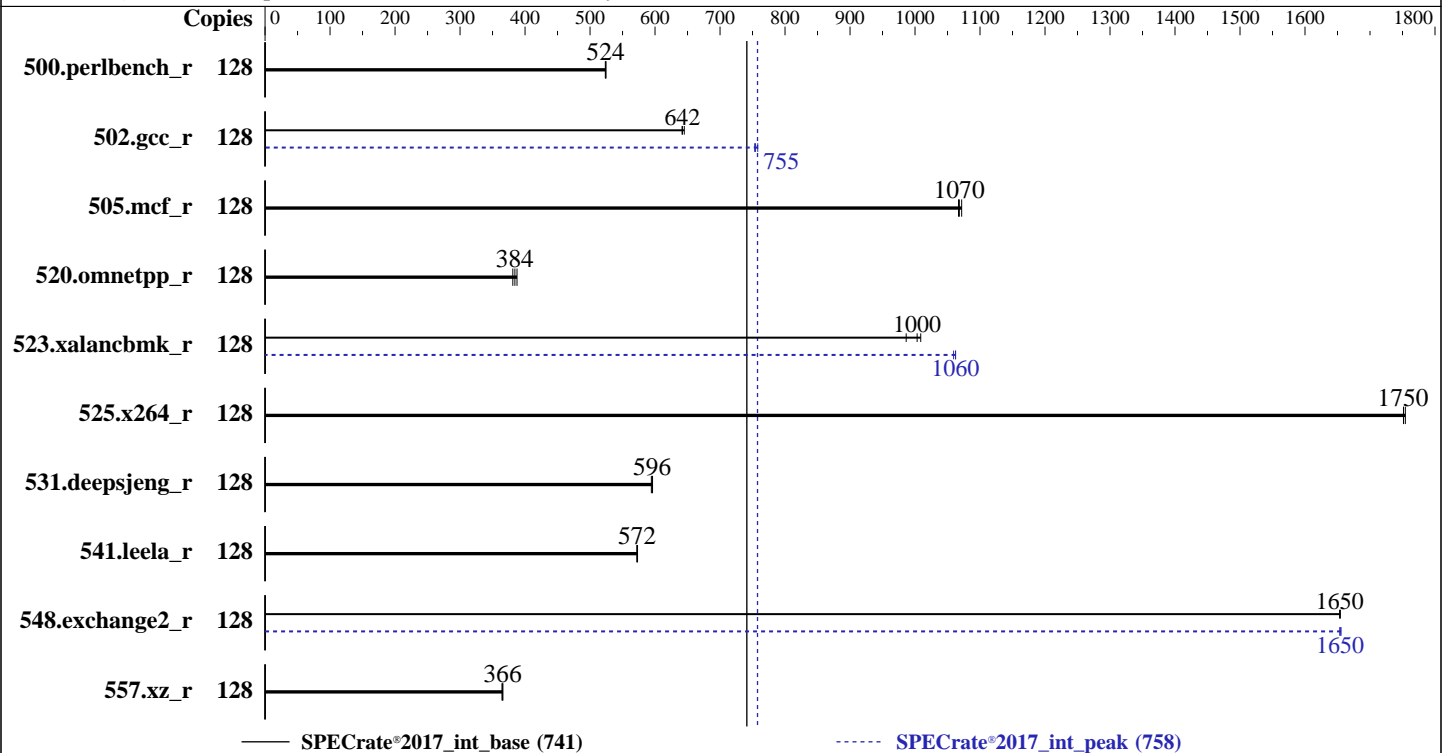 Copies 0 100 200 300 400 500 600 700 800 900 1000 1100 1200 1300 1400 1500 1600 1800
500.perlbench_r 128 524
502.gcc_r 128 642
755
505.mcf_r 128 1070
520.omnetpp_r 128 384
523.xalancbmk_r 128 1000
1060
525.x264_r 128 1750
531.deepsjeng_r 128 596
541.leela_r 128 572
548.exchange2_r 128 1650
1650
557.xz_r 128 366
SPECrate®2017_int_base (741) SPECrate®2017_int_peak (758)